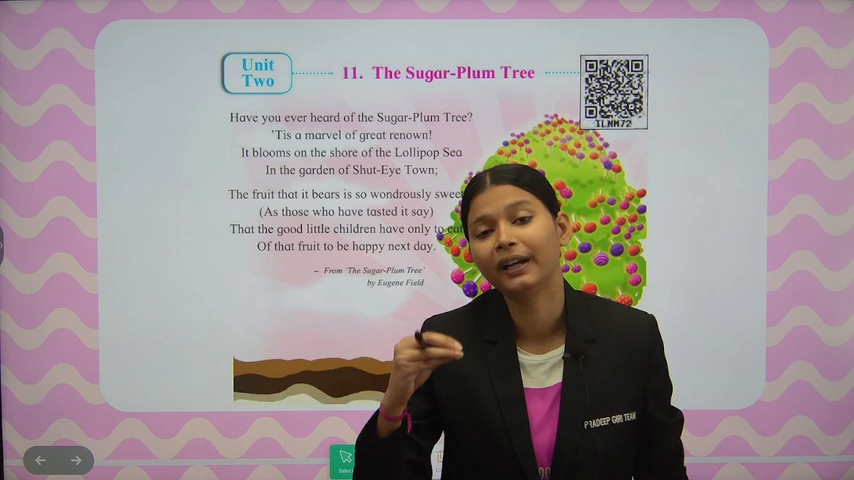 Unit
Two
11. The Sugar-Plum Tree
TLNM72
Have you ever heard of the Sugar-Plum Tree?
'Tis a marvel of great renown!
It blooms on the shore of the Lollipop Sea
In the garden of Shut-Eye Town;
The fruit that it bears is so wondrously sweet
(As those who have tasted it say)
That the good little children have only to eat
Of that fruit to be happy next day.
– From 'The Sugar-Plum Tree'
by Eugene Field
PRADEEP GIRI TEAM
Select